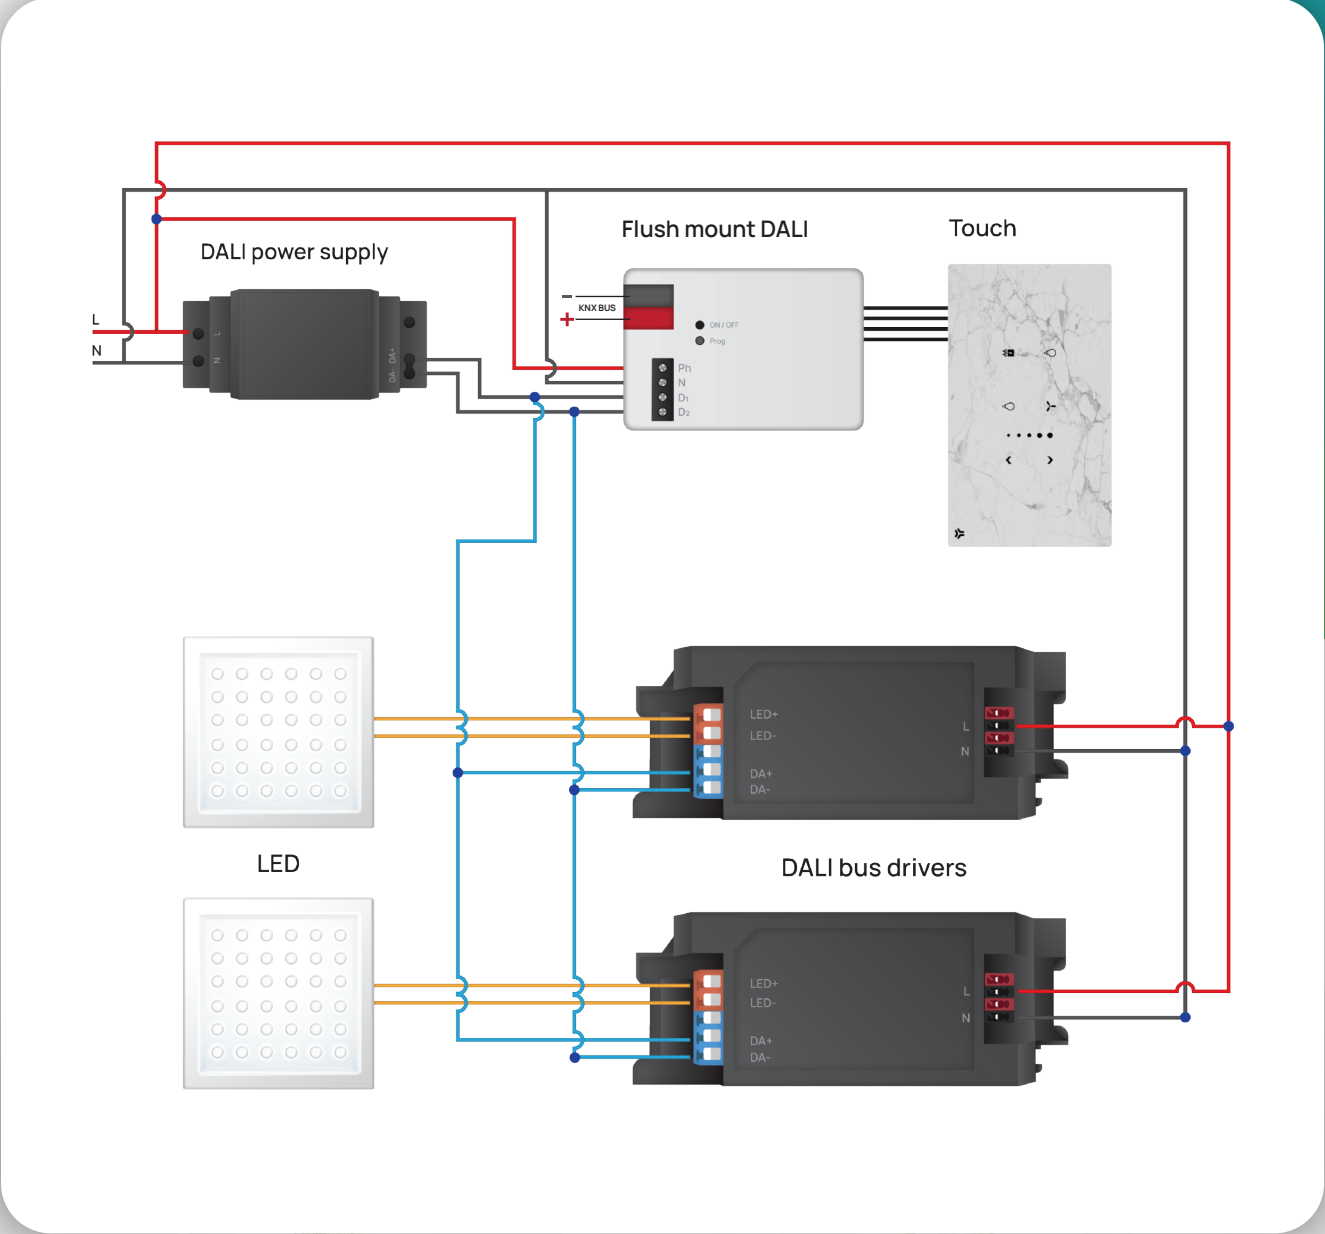 Flush mount DALI
Touch
DALI power supply
L
N
L
N
DA+
DA-
−
KNX BUS
+
ON / OFF
Prog
Ph
N
D1
D2
LED+
LED-
DA+
DA-
L
N
LED
DALI bus drivers
LED+
LED-
DA+
DA-
L
N